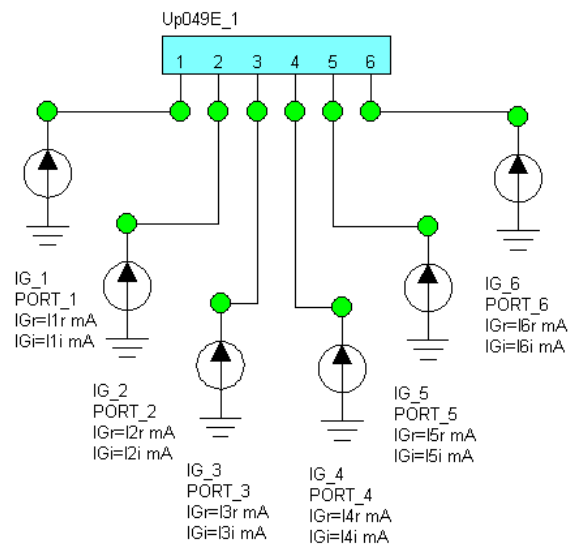 Up049E_1
1 2 3 4 5 6
IG_1
PORT_1
IGr=I1r mA
IGi=I1i mA
IG_2
PORT_2
IGr=I2r mA
IGi=I2i mA
IG_3
PORT_3
IGr=I3r mA
IGi=I3i mA
IG_4
PORT_4
IGr=I4r mA
IGi=I4i mA
IG_5
PORT_5
IGr=I5r mA
IGi=I5i mA
IG_6
PORT_6
IGr=I6r mA
IGi=I6i mA